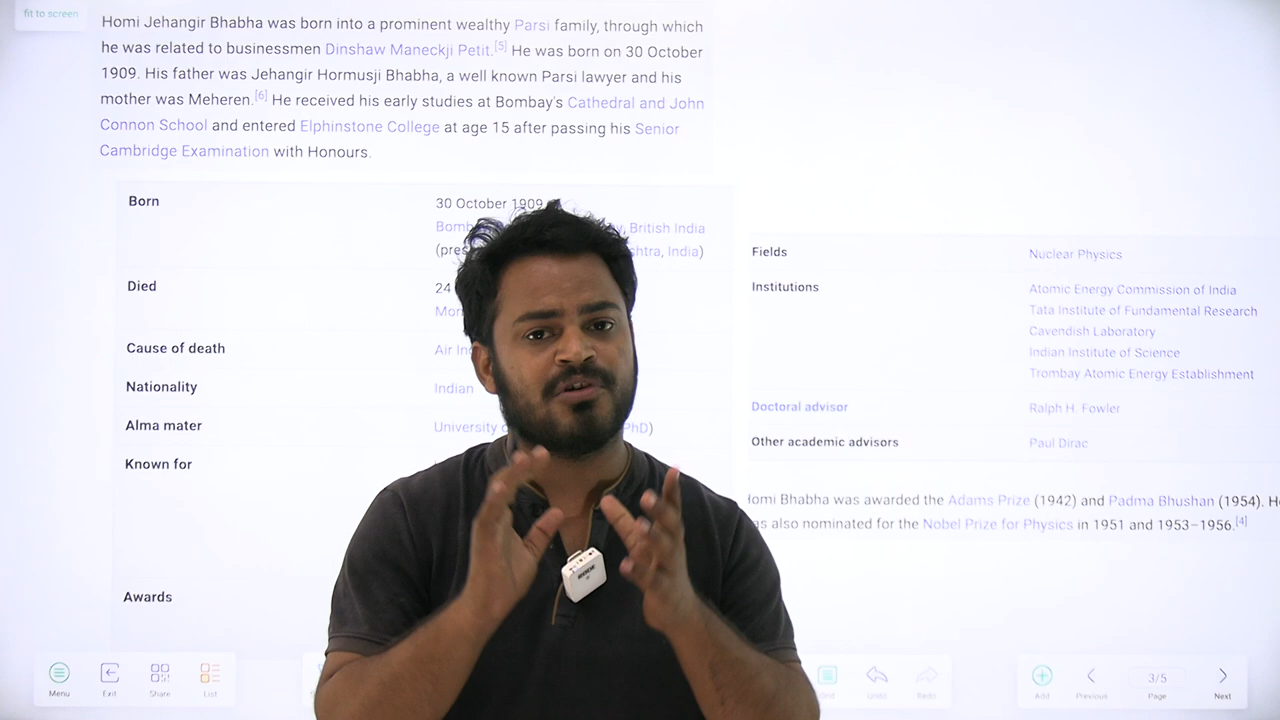 fit to screen
Homi Jehangir Bhabha was born into a prominent wealthy Parsi family, through which
he was related to businessmen Dinshaw Maneckji Petit.[5] He was born on 30 October
1909. His father was Jehangir Hormusji Bhabha, a well known Parsi lawyer and his
mother was Meheren.[6] He received his early studies at Bombay's Cathedral and John
Connon School and entered Elphinstone College at age 15 after passing his Senior
Cambridge Examination with Honours.
Born
30 October 1909
British India
India)
Died
24
Cause of death
Air
Nationality
Indian
Alma mater
University
PhD)
Known for
Awards
Fields
Nuclear Physics
Institutions
Atomic Energy Commission of India
Tata Institute of Fundamental Research
Cavendish Laboratory
Indian Institute of Science
Trombay Atomic Energy Establishment
Doctoral advisor
Ralph H. Fowler
Other academic advisors
Paul Dirac
Bhabha was awarded the Adams Prize (1942) and Padma Bhushan (1954).
also nominated for the Nobel Prize for Physics in 1951 and 1953–1956.[4]
RODE
Menu
Exit
Share
List
Undo
Redo
Add
Previous
3/5
Page
Next